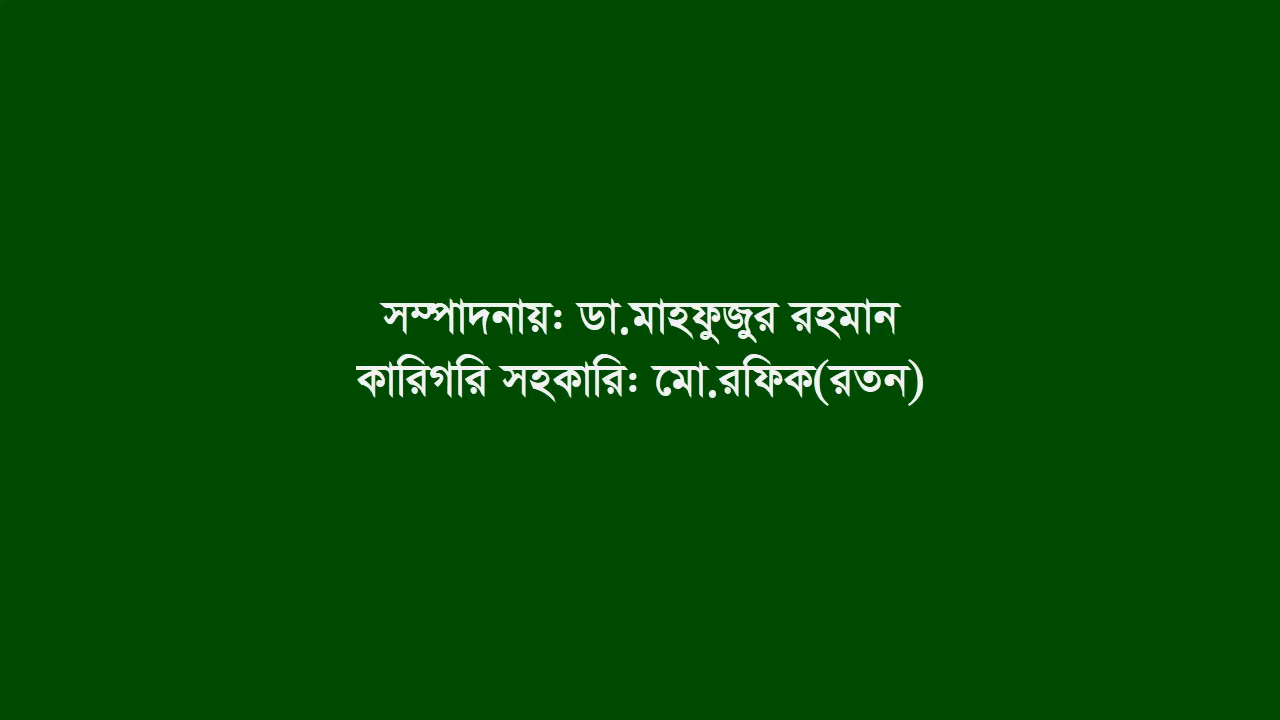 সম্পাদনায়ঃ ডা.মাহফুজুর রহমান
কারিগরি সহকারিঃ মো.রফিক(রতন)